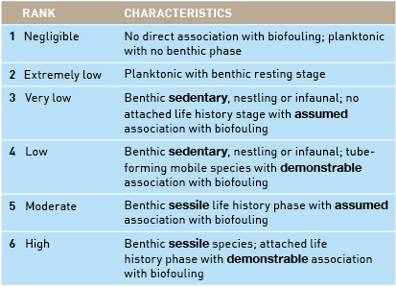 RANK CHARACTERISTICS
1 Negligible No direct association with biofouling; planktonic
with no benthic phase
2 Extremely low Planktonic with benthic resting stage
3 Very low Benthic sedentary, nestling or infaunal; no
attached life history stage with assumed
association with biofouling
4 Low Benthic sedentary, nestling or infaunal; tube-
forming mobile species with demonstrable
association with biofouling
5 Moderate Benthic sessile life history phase with assumed
association with biofouling
6 High Benthic sessile species; attached life
history phase with demonstrable association
with biofouling